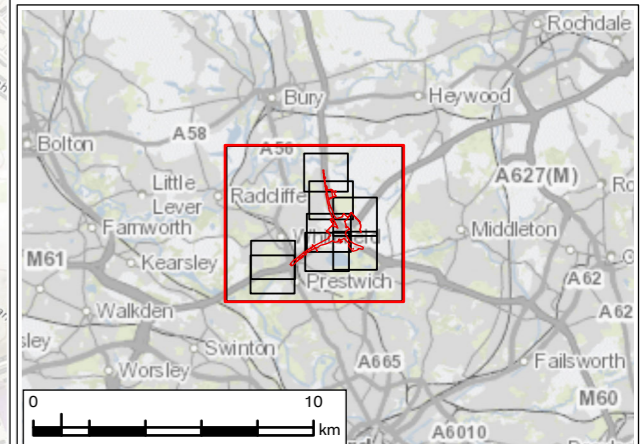 Rochdale
Bury
Heywood
Bolton
A58
A56
A627(M)
Little
Lever
Radcliffe
Farnworth
Middleton
M61
Kearsley
A62
Prestwich
Walkden
A62
Swinton
A665
Failsworth
Worsley
M60
0
10
km
A6010